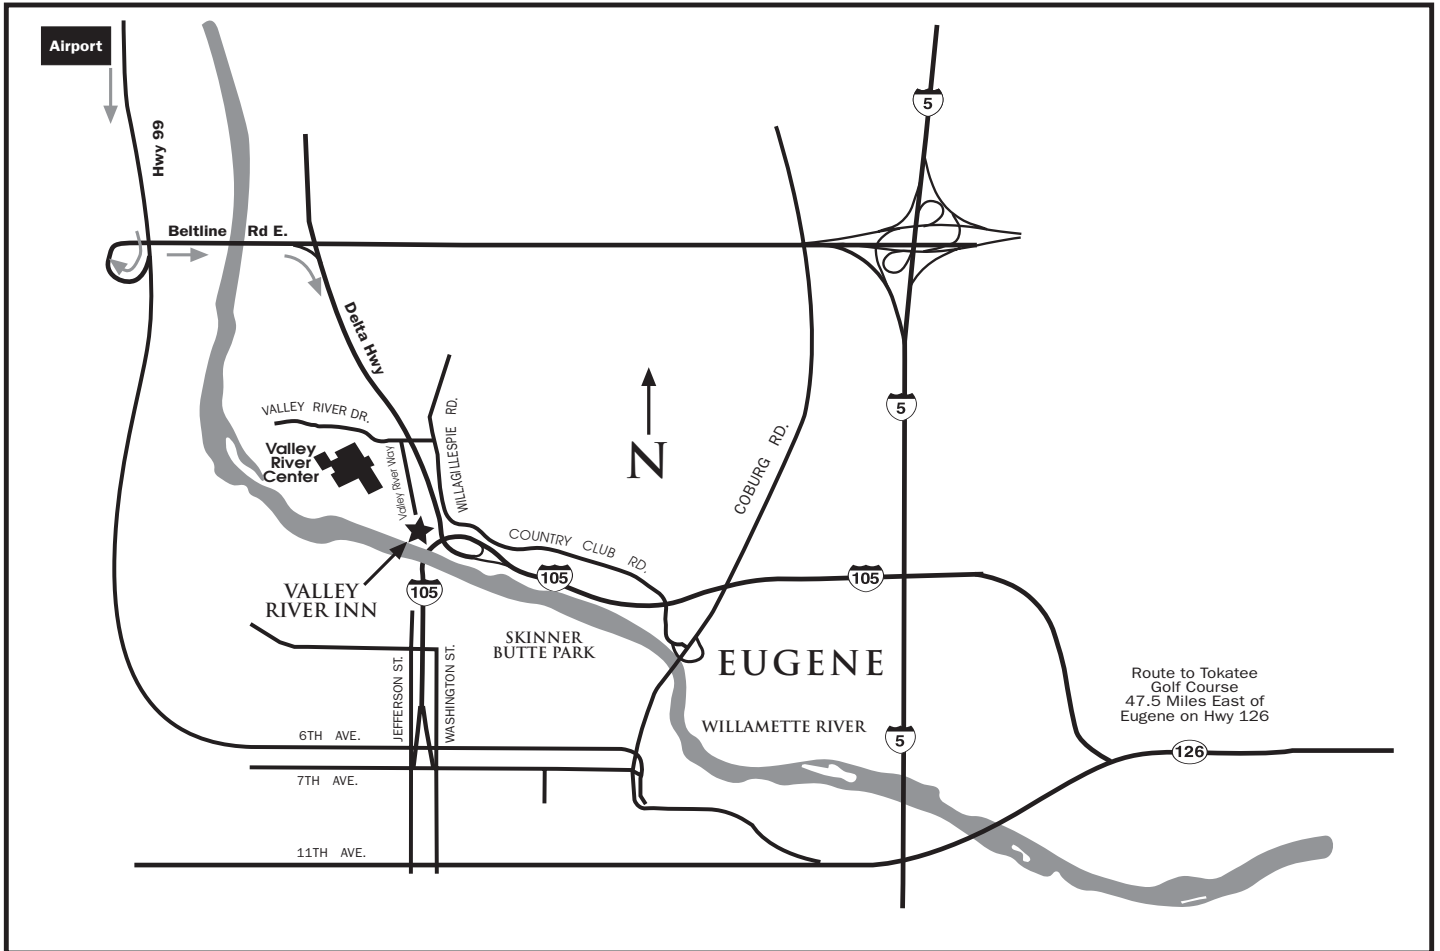 Airport
5
Hwy 99
Beltline Rd E.
Delta Hwy
5
VALLEY RIVER DR.
WILLAGILLESPIE RD.
Valley
River
Center
Valley River Way
N
COBURG RD.
COUNTRY CLUB RD.
105
105
105
VALLEY
RIVER INN
SKINNER
BUTTE PARK
EUGENE
JEFFERSON ST.
WASHINGTON ST.
Route to Tokatee
Golf Course
47.5 Miles East of
Eugene on Hwy 126
WILLAMETTE RIVER
6TH AVE.
5
126
7TH AVE.
11TH AVE.